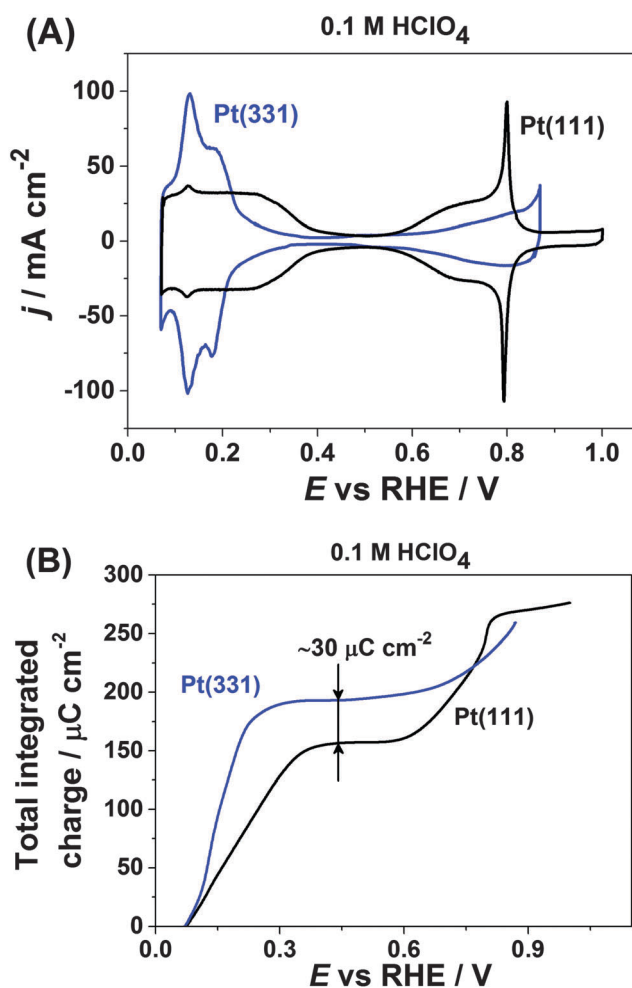 (A)
0.1 M HClO₄
j / mA cm⁻²
100
50
0
-50
-100
Pt(331)
Pt(111)
0.0 0.2 0.4 0.6 0.8 1.0
E vs RHE / V
(B)
0.1 M HClO₄
Total integrated
charge / μC cm⁻²
300
250
200
150
100
50
0
~30 μC cm⁻²
Pt(331)
Pt(111)
0.0 0.3 0.6 0.9
E vs RHE / V